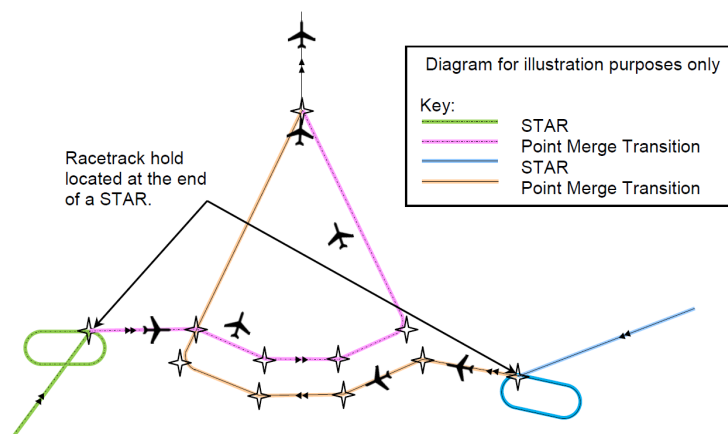 Diagram for illustration purposes only
Key:
STAR
Point Merge Transition
STAR
Point Merge Transition
Racetrack hold
located at the end
of a STAR.